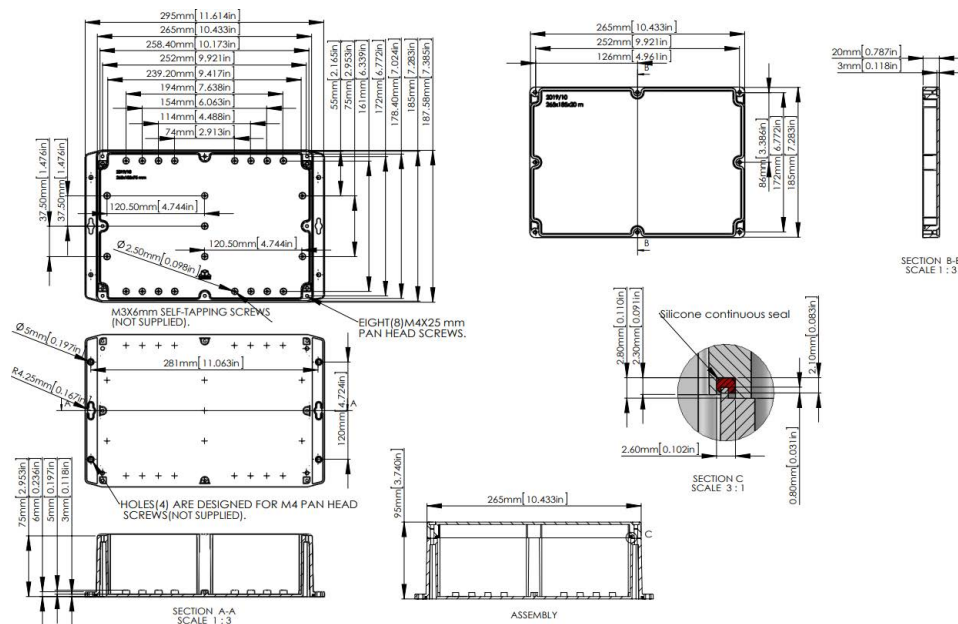 295mm[11.614in]
265mm[10.433in]
258.40mm[10.173in]
252mm[9.921in]
239.20mm[9.417in]
194mm[7.638in]
154mm[6.063in]
114mm[4.488in]
74mm[2.913in]
55mm[2.165in]
75mm[2.953in]
161mm[6.339in]
172mm[6.772in]
178.40mm[7.024in]
185mm[7.283in]
187.58mm[7.385in]
37.50mm[1.476in]
37.50mm[1.476in]
2019/10
120.50mm[4.744in]
120.50mm[4.744in]
Ø2.50mm[0.098in]
M3X6mm SELF-TAPPING SCREWS
(NOT SUPPLIED).
EIGHT(8)M4X25 mm
PAN HEAD SCREWS.
265mm[10.433in]
252mm[9.921in]
126mm[4.961in]
B
2019/10
265x185x20 m
86mm[3.386in]
172mm[6.772in]
185mm[7.283in]
B
20mm[0.787in]
3mm[0.118in]
SECTION B-B
SCALE 1 : 3
Ø5mm[0.197in]
R4.25mm[0.167in]
A
281mm[11.063in]
120mm[4.724in]
A
HOLES(4) ARE DESIGNED FOR M4 PAN HEAD
SCREWS(NOT SUPPLIED).
2.80mm[0.110in]
2.30mm[0.091in]
Silicone continuous seal
2.10mm[0.083in]
2.60mm[0.102in]
0.80mm[0.031in]
SECTION C
SCALE 3 : 1
75mm[2.953in]
6mm[0.236in]
5mm[0.197in]
3mm[0.118in]
SECTION A-A
SCALE 1 : 3
95mm[3.740in]
265mm[10.433in]
C
ASSEMBLY